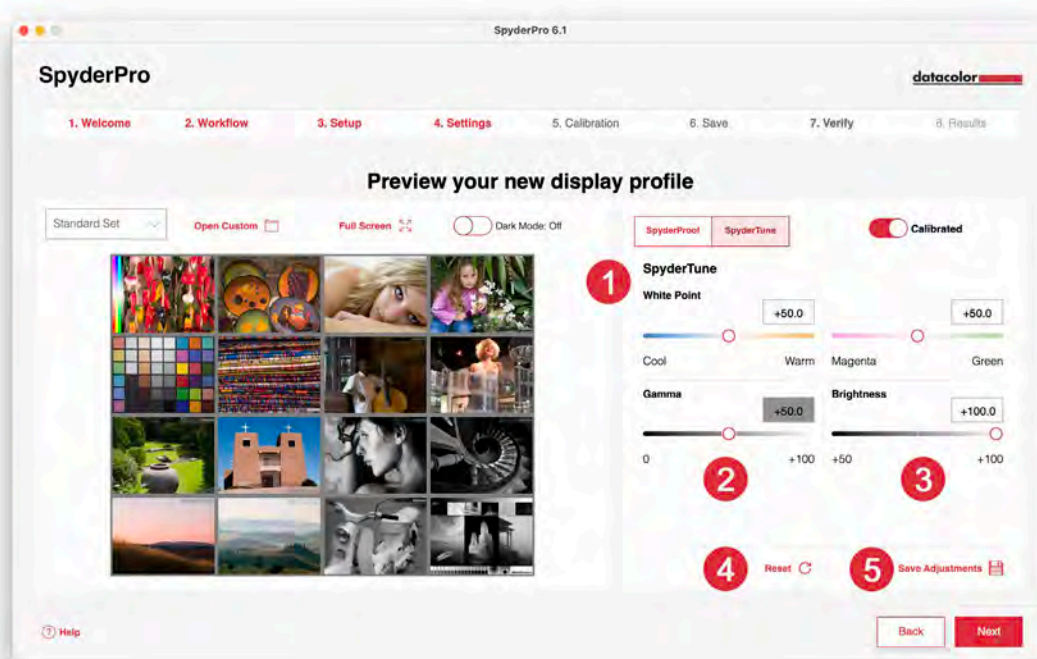 SpyderPro 6.1
SpyderPro
datacolor
1. Welcome 2. Workflow 3. Setup 4. Settings 5. Calibration 6. Save 7. Verify 8. Results
Preview your new display profile
Standard Set Open Custom Full Screen Dark Mode: Off
SpyderProof SpyderTune Calibrated
1 SpyderTune
White Point
+50.0 +50.0
Cool Warm Magenta Green
Gamma Brightness
+50.0 +100.0
0 +100 +50 +100
2 3
4 Reset 5 Save Adjustments
? Help
Back Next